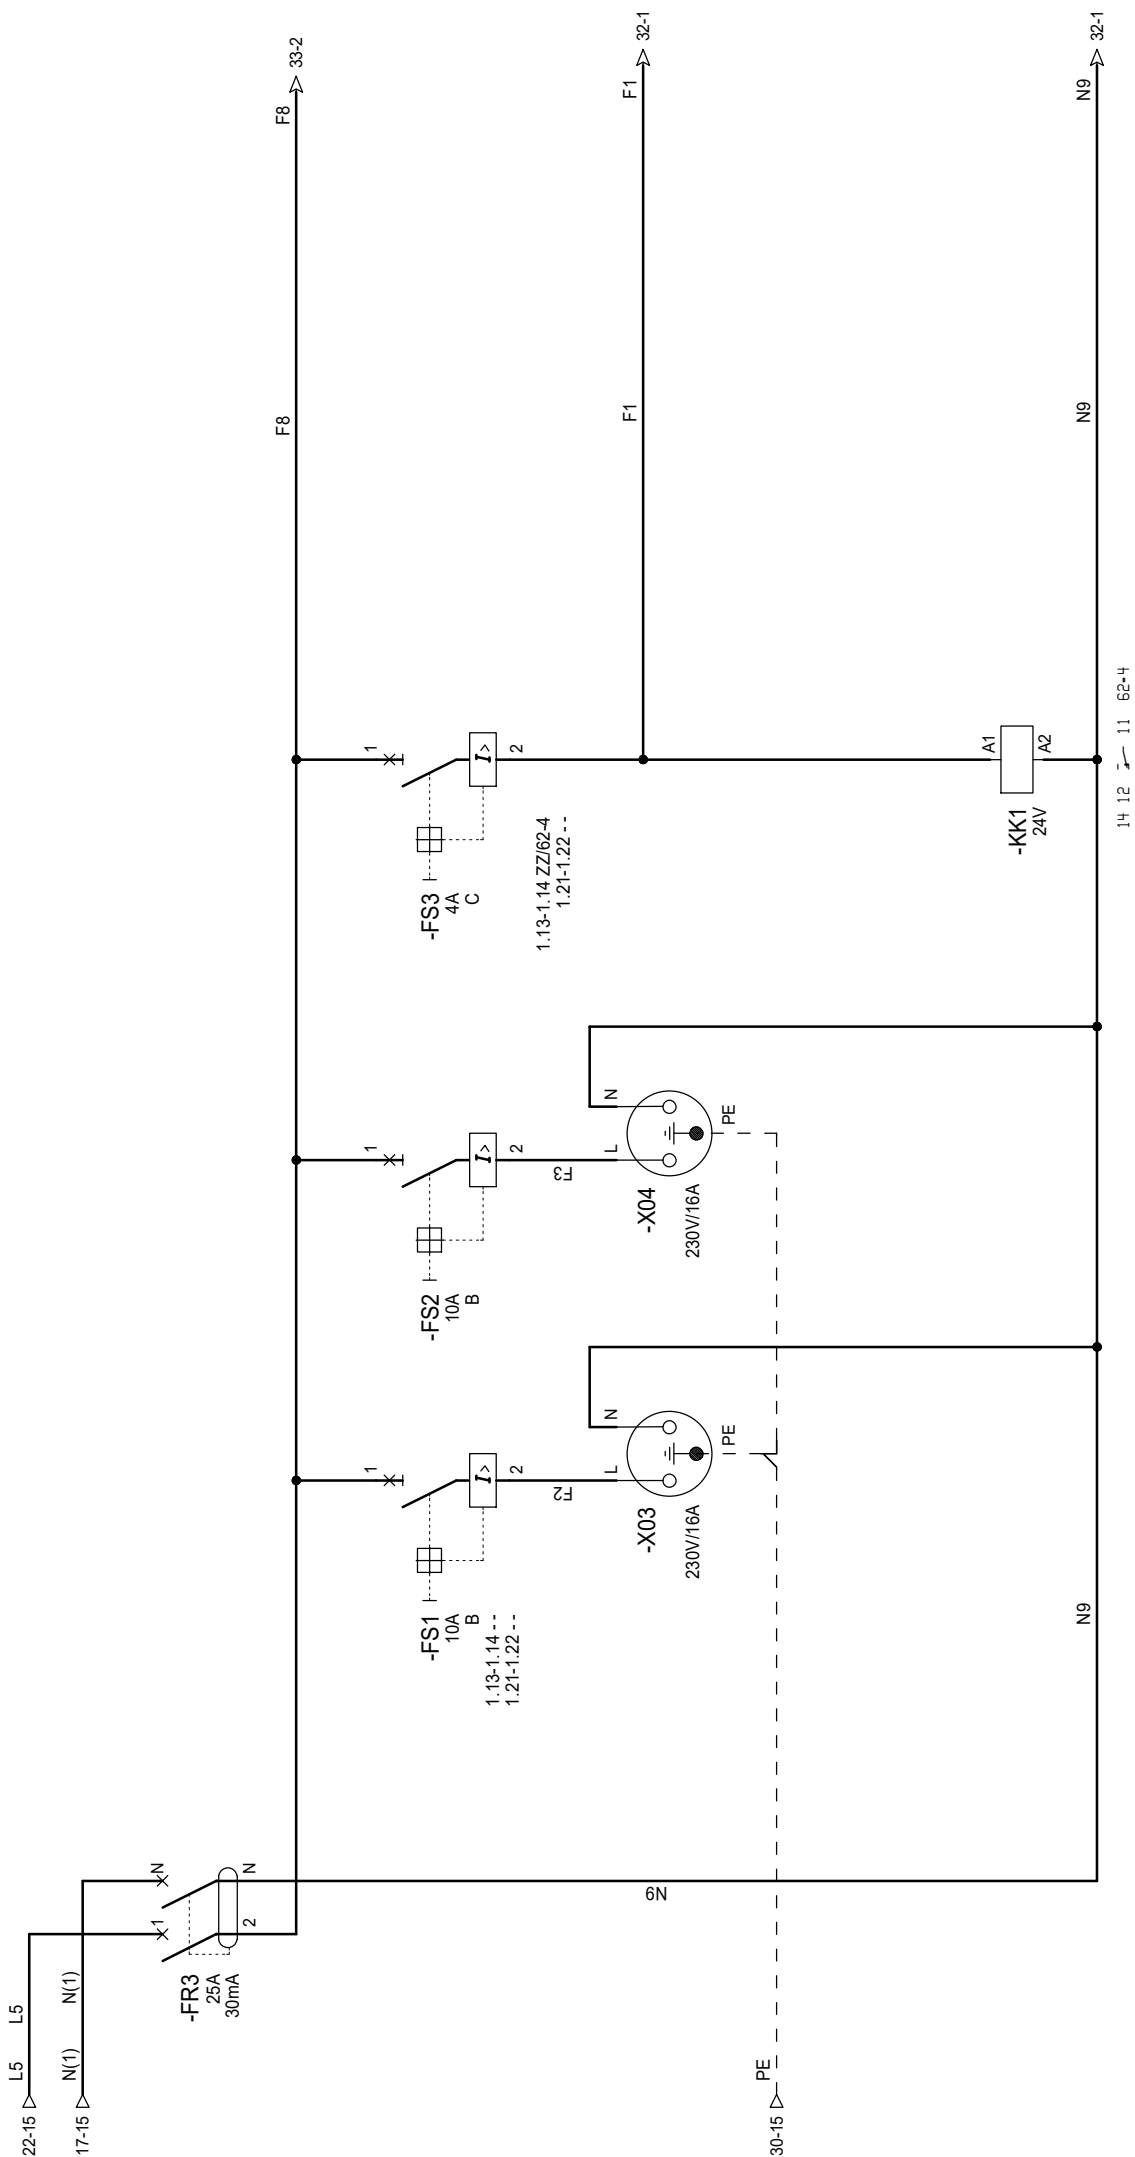 22-15 L5 L5
17-15 N(1) N(1)
1 N
-FR3
25A
30mA
2 N
F8 F8 33-2
1 1 1
-FS1
10A
B
1.13-1.14 --
1.21-1.22 --
2
-FS2
10A
B
2
-FS3
4A
C
1.13-1.14 ZZ/62-4
1.21-1.22 --
2
I> I> I>
F2 F3
L N
-X03
230V/16A
PE
L N
-X04
230V/16A
PE
F1 F1 32-1
N9
30-15 PE
A1
-KK1
24V
A2
N9 N9 N9 32-1
14 12 11 62-4